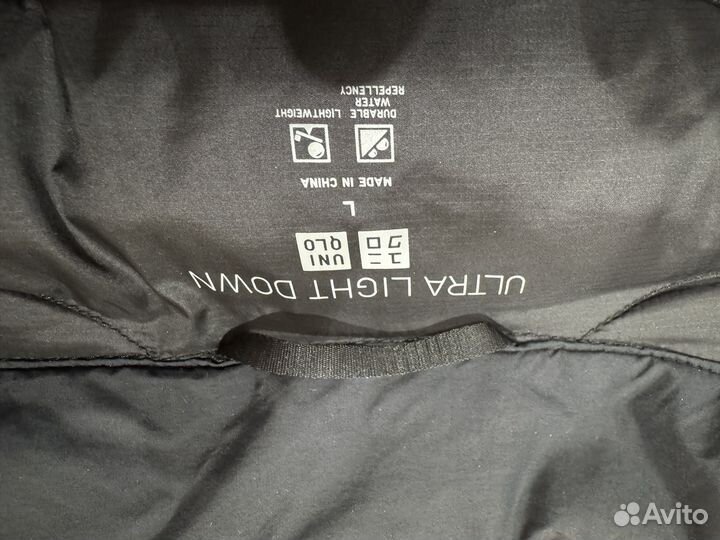 ULTRA LIGHT DOWN
ユニ UNI
クロ QLO
L
MADE IN CHINA
DURABLE
WATER
REPELLENCY
LIGHTWEIGHT
Avito